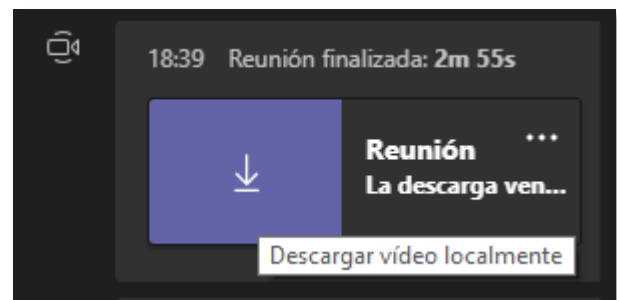 18:39 Reunión finalizada: 2m 55s
Reunión ...
La descarga ven...
Descargar vídeo localmente